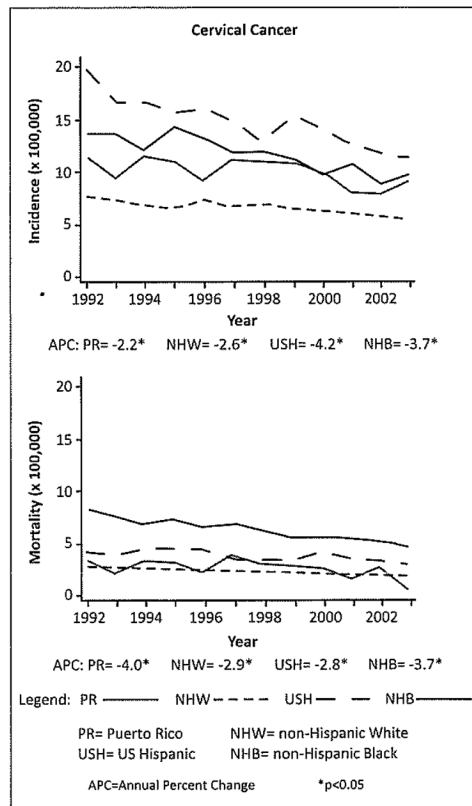 Cervical Cancer
Incidence (x 100,000)
20
15
10
5
0
1992 1994 1996 1998 2000 2002
Year
APC: PR= -2.2* NHW= -2.6* USH= -4.2* NHB= -3.7*
Mortality (x 100,000)
20
15
10
5
0
1992 1994 1996 1998 2000 2002
Year
APC: PR= -4.0* NHW= -2.9* USH= -2.8* NHB= -3.7*
Legend: PR NHW USH NHB
PR= Puerto Rico NHW= non-Hispanic White
USH= US Hispanic NHB= non-Hispanic Black
APC=Annual Percent Change *p<0.05